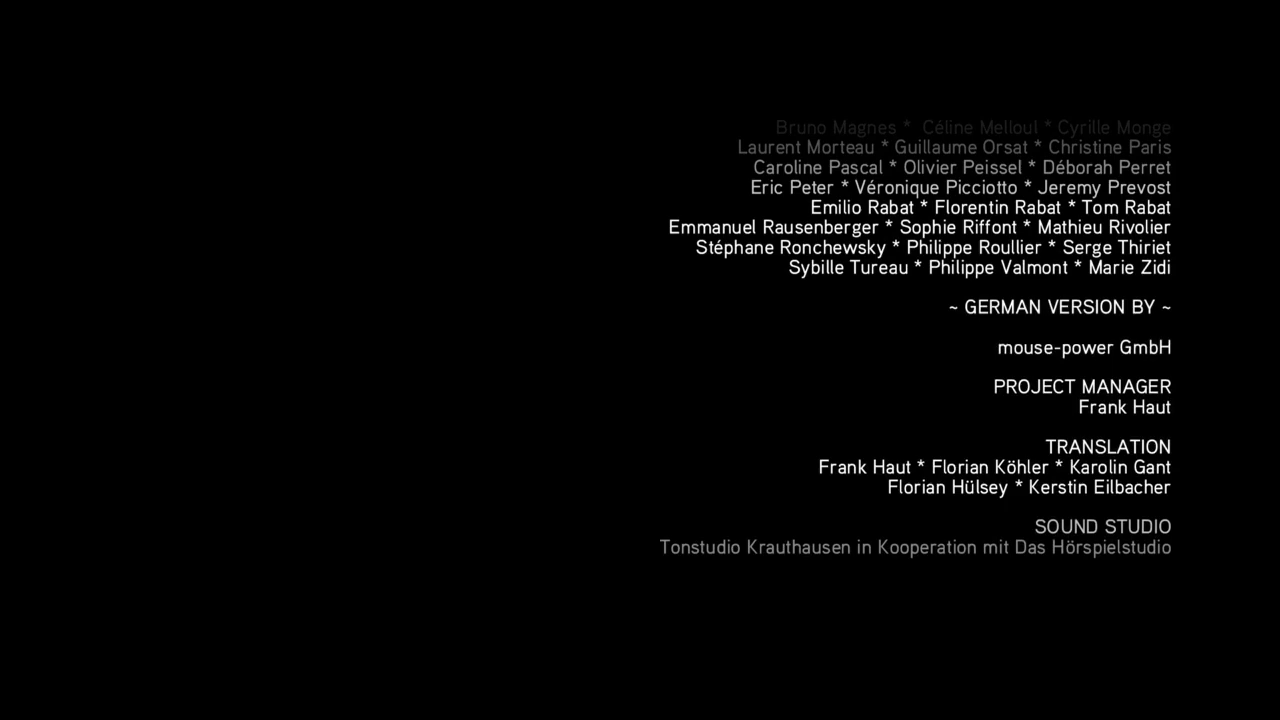 Bruno Magnes *  Céline Melloul * Cyrille Monge
Laurent Morteau * Guillaume Orsat * Christine Paris
Caroline Pascal * Olivier Peissel * Déborah Perret
Eric Peter * Véronique Picciotto * Jeremy Prevost
Emilio Rabat * Florentin Rabat * Tom Rabat
Emmanuel Rausenberger * Sophie Riffont * Mathieu Rivolier
Stéphane Ronchewsky * Philippe Roullier * Serge Thiriet
Sybille Tureau * Philippe Valmont * Marie Zidi
~ GERMAN VERSION BY ~
mouse-power GmbH
PROJECT MANAGER
Frank Haut
TRANSLATION
Frank Haut * Florian Köhler * Karolin Gant
Florian Hülsey * Kerstin Eilbacher
SOUND STUDIO
Tonstudio Krauthausen in Kooperation mit Das Hörspielstudio